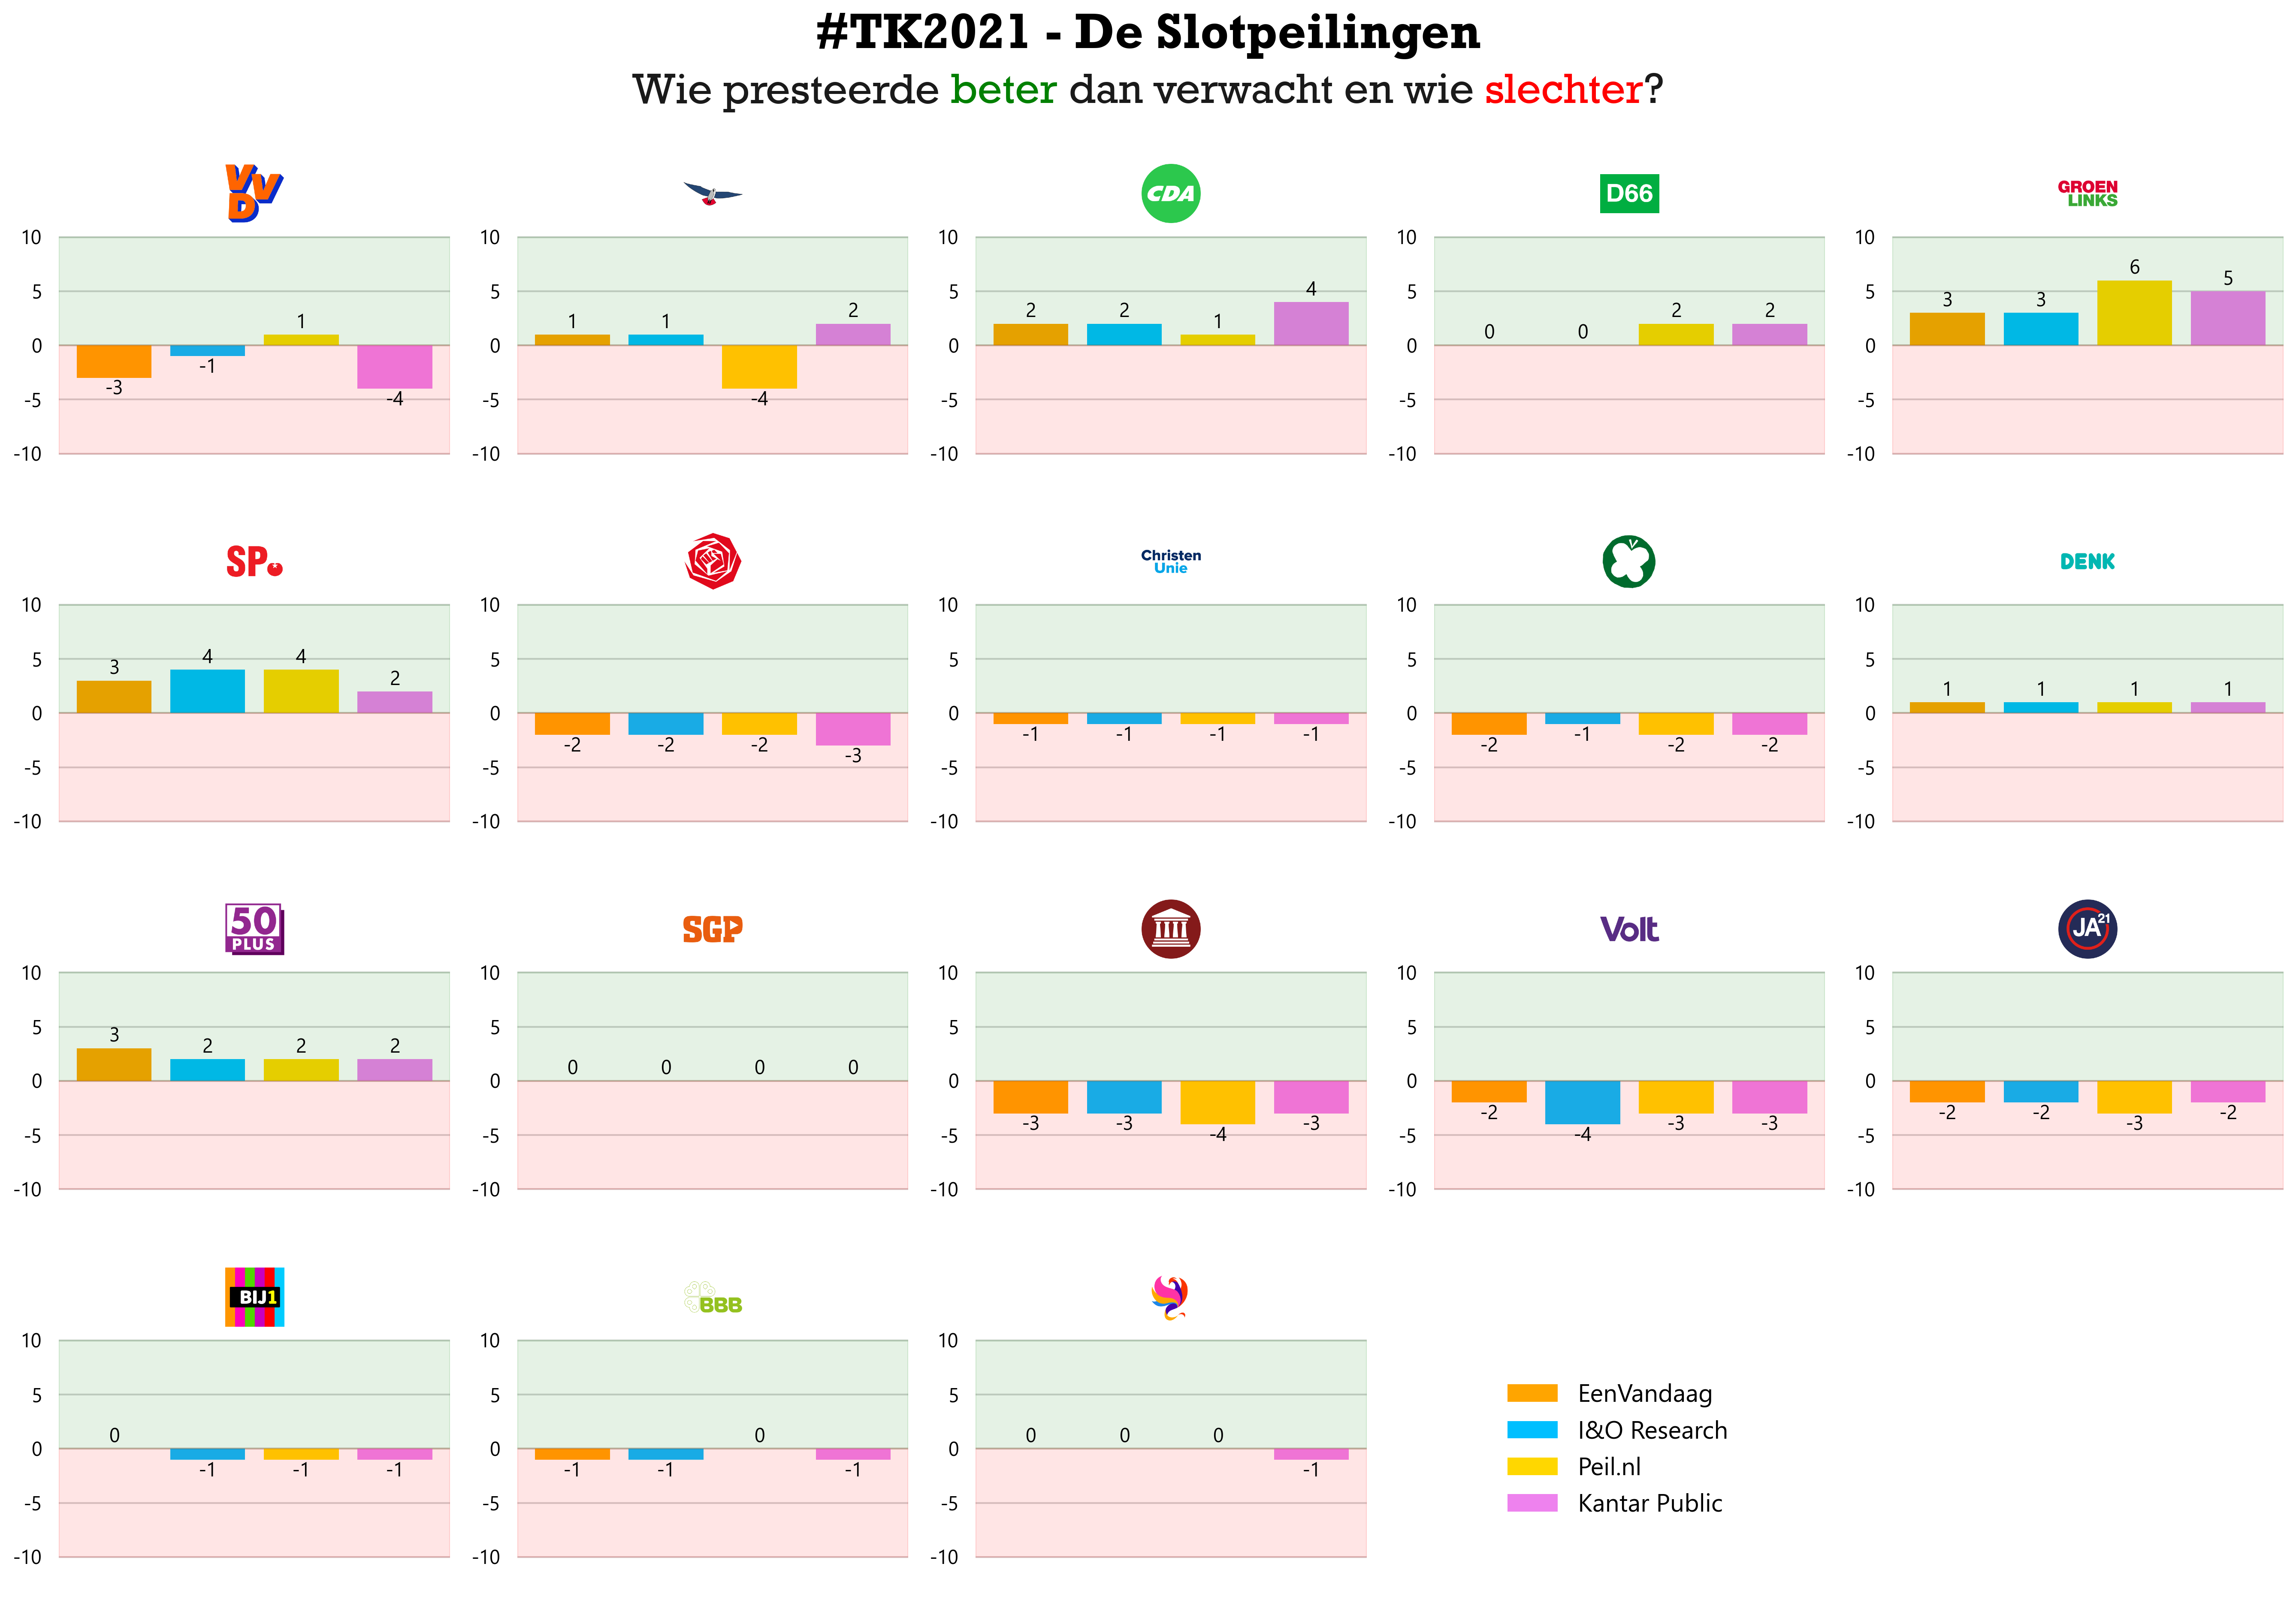 #TK2021 - De Slotpeilingen
Wie presteerde beter dan verwacht en wie slechter?
VVD
CDA
D66
GROEN
LINKS
10 10 10 10 10
5 5 5 5 5
0 0 0 0 0
-5 -5 -5 -5 -5
-10 -10 -10 -10 -10
-3 -1 1 -4
1 1 -4 2
2 2 1 4
0 0 2 2
3 3 6 5
SP
Christen
Unie
DENK
10 10 10 10 10
5 5 5 5 5
0 0 0 0 0
-5 -5 -5 -5 -5
-10 -10 -10 -10 -10
3 4 4 2
-2 -2 -2 -3
-1 -1 -1 -1
-2 -1 -2 -2
1 1 1 1
50
PLUS
SGP
Volt
JA21
10 10 10 10 10
5 5 5 5 5
0 0 0 0 0
-5 -5 -5 -5 -5
-10 -10 -10 -10 -10
3 2 2 2
0 0 0 0
-3 -3 -4 -3
-2 -4 -3 -3
-2 -2 -3 -2
BIJ1
BBB
10 10 10
5 5 5
0 0 0
-5 -5 -5
-10 -10 -10
0 -1 -1 -1
-1 -1 0 -1
0 0 0 -1
EenVandaag
I&O Research
Peil.nl
Kantar Public